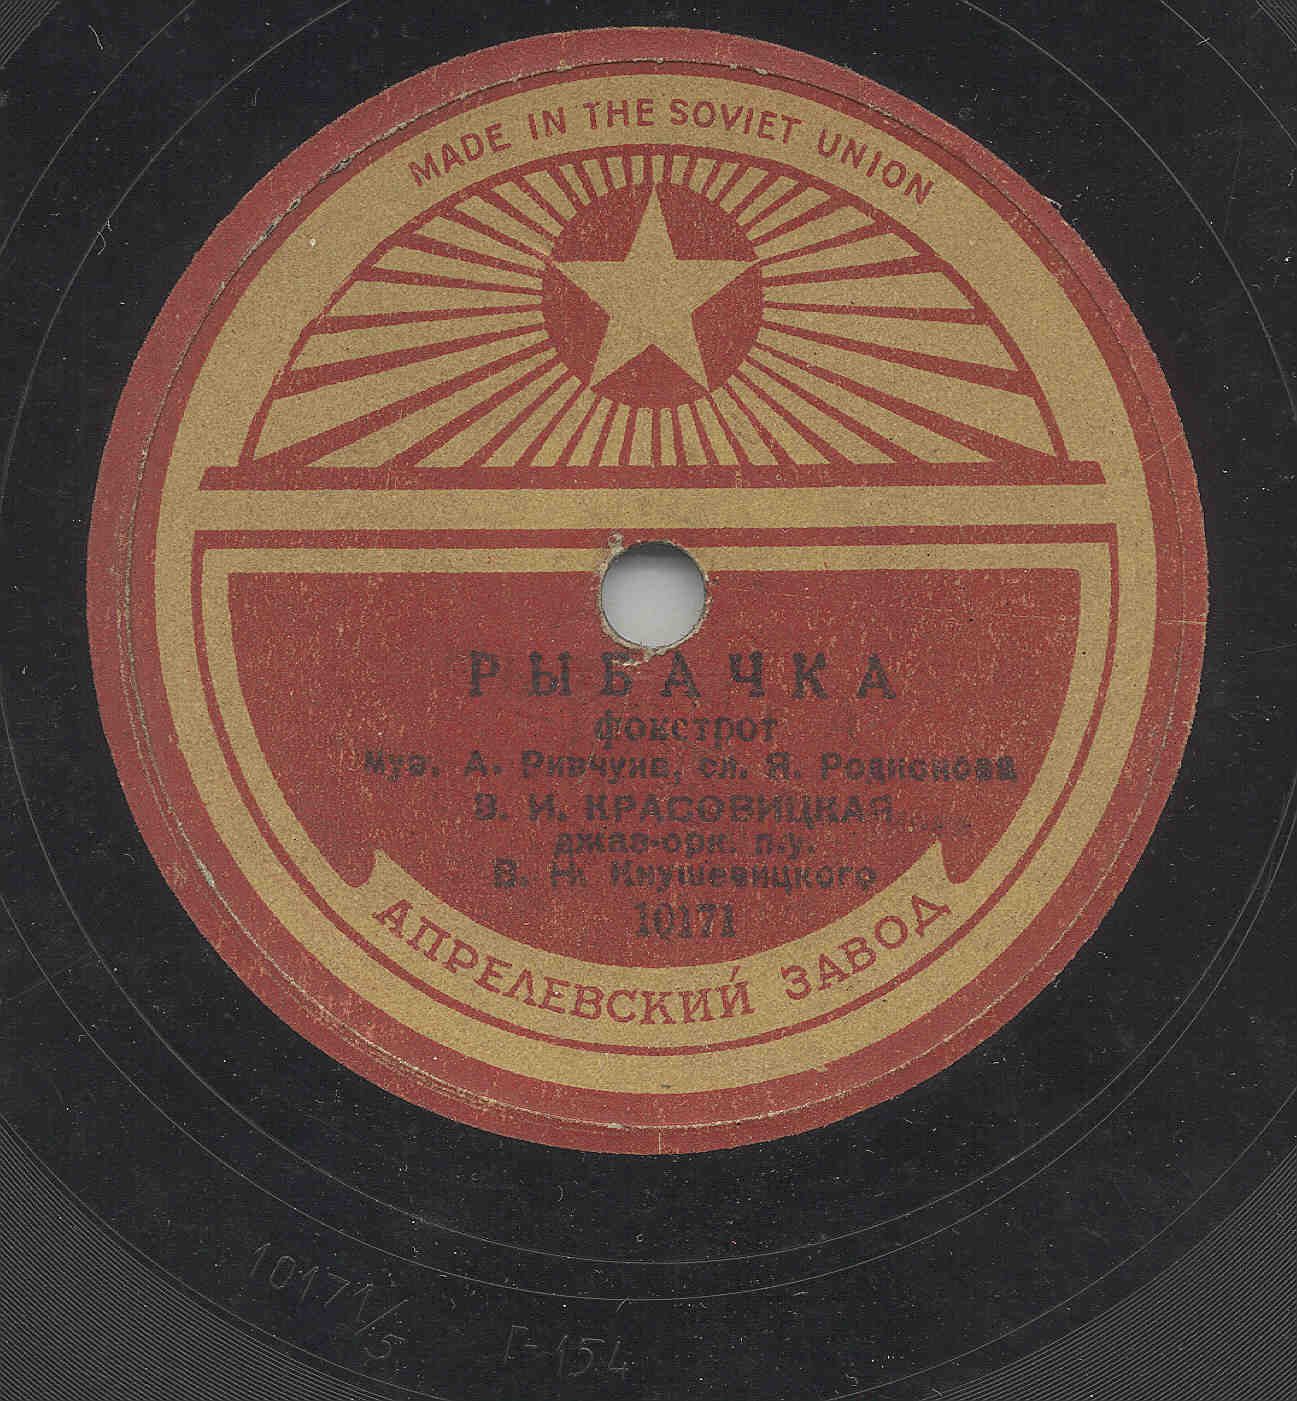 MADE IN THE SOVIET UNION
РЫБАЧКА
фокстрот
муз. А. Ривчуна, сл. Я. Родионова
В. И. КРАСОВИЦКАЯ
джаз-орк. п.у.
В. Н. Кнушевицкого
10171
АПРЕЛЕВСКИЙ ЗАВОД
10171/5
Г-154